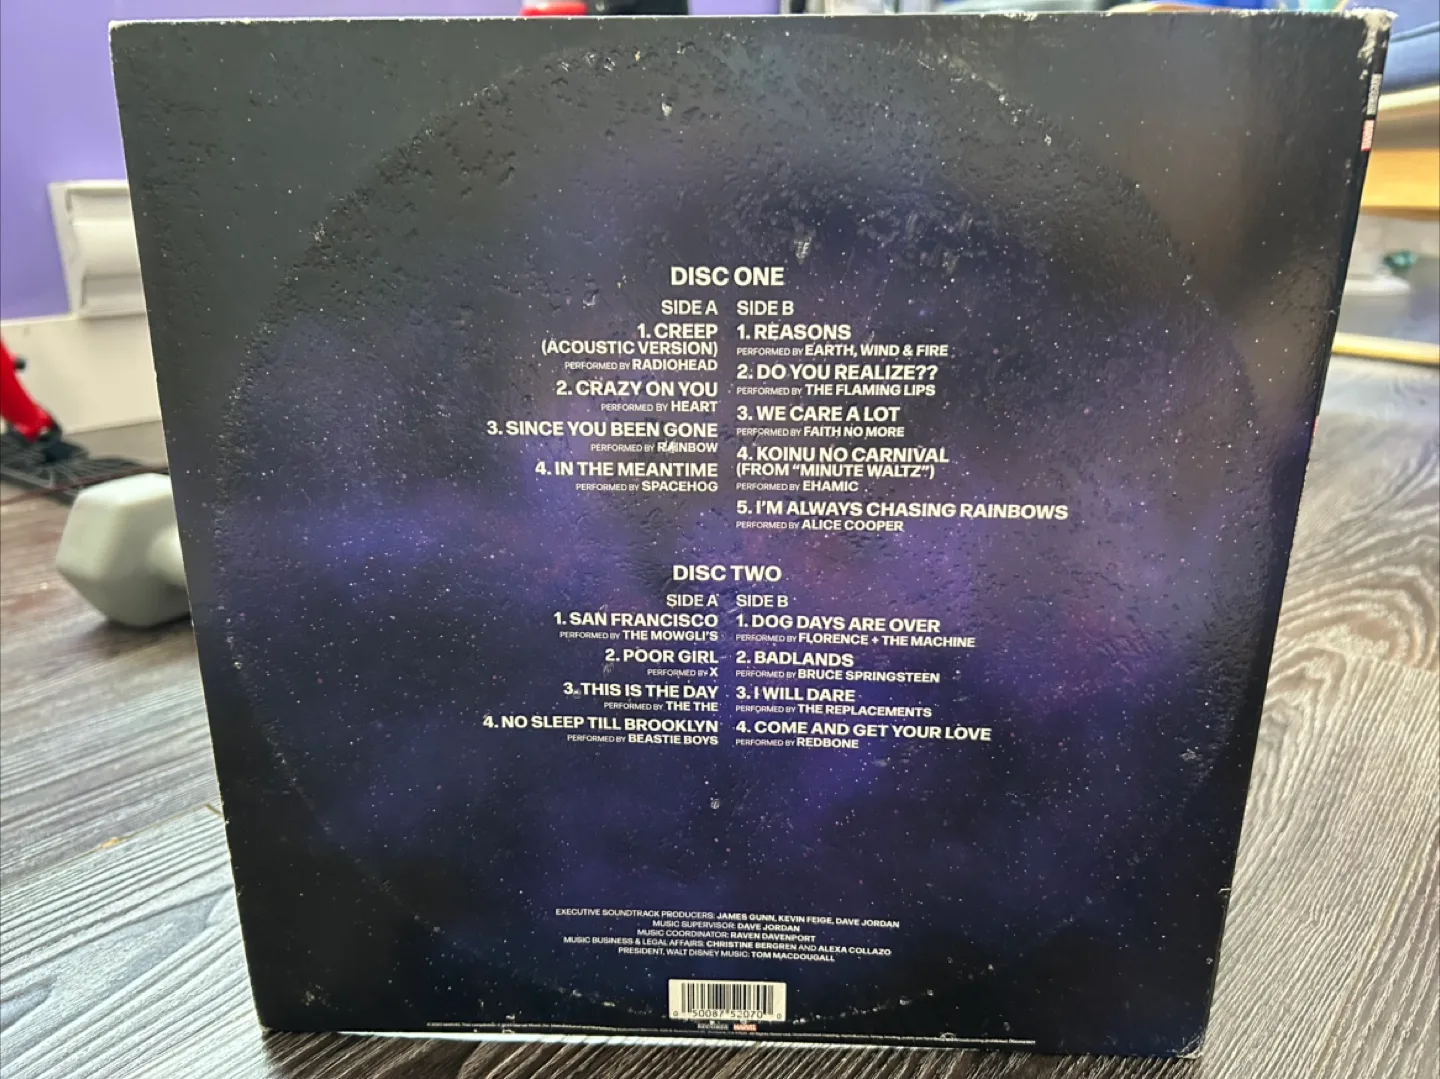 DISC ONE
SIDE A
1. CREEP
(ACOUSTIC VERSION)
PERFORMED BY RADIOHEAD
2. CRAZY ON YOU
PERFORMED BY HEART
3. SINCE YOU BEEN GONE
PERFORMED BY RAINBOW
4. IN THE MEANTIME
PERFORMED BY SPACEHOG
SIDE B
1. REASONS
PERFORMED BY EARTH, WIND & FIRE
2. DO YOU REALIZE??
PERFORMED BY THE FLAMING LIPS
3. WE CARE A LOT
PERFORMED BY FAITH NO MORE
4. KOINU NO CARNIVAL
(FROM “MINUTE WALTZ”)
PERFORMED BY EHAMIC
5. I'M ALWAYS CHASING RAINBOWS
PERFORMED BY ALICE COOPER
DISC TWO
SIDE A
1. SAN FRANCISCO
PERFORMED BY THE MOWGLI'S
2. POOR GIRL
PERFORMED BY X
3. THIS IS THE DAY
PERFORMED BY THE THE
4. NO SLEEP TILL BROOKLYN
PERFORMED BY BEASTIE BOYS
SIDE B
1. DOG DAYS ARE OVER
PERFORMED BY FLORENCE + THE MACHINE
2. BADLANDS
PERFORMED BY BRUCE SPRINGSTEEN
3. I WILL DARE
PERFORMED BY THE REPLACEMENTS
4. COME AND GET YOUR LOVE
PERFORMED BY REDBONE
EXECUTIVE SOUNDTRACK PRODUCERS: JAMES GUNN, KEVIN FEIGE, DAVE JORDAN
MUSIC SUPERVISOR: DAVE JORDAN
MUSIC COORDINATOR: RAVEN DAVENPORT
MUSIC BUSINESS & LEGAL AFFAIRS: CHRISTINE BERGREN AND ALEXA COLLAZO
PRESIDENT, WALT DISNEY MUSIC: TOM MACDOUGALL
0 50087 52070 0
RECORDS MARVEL